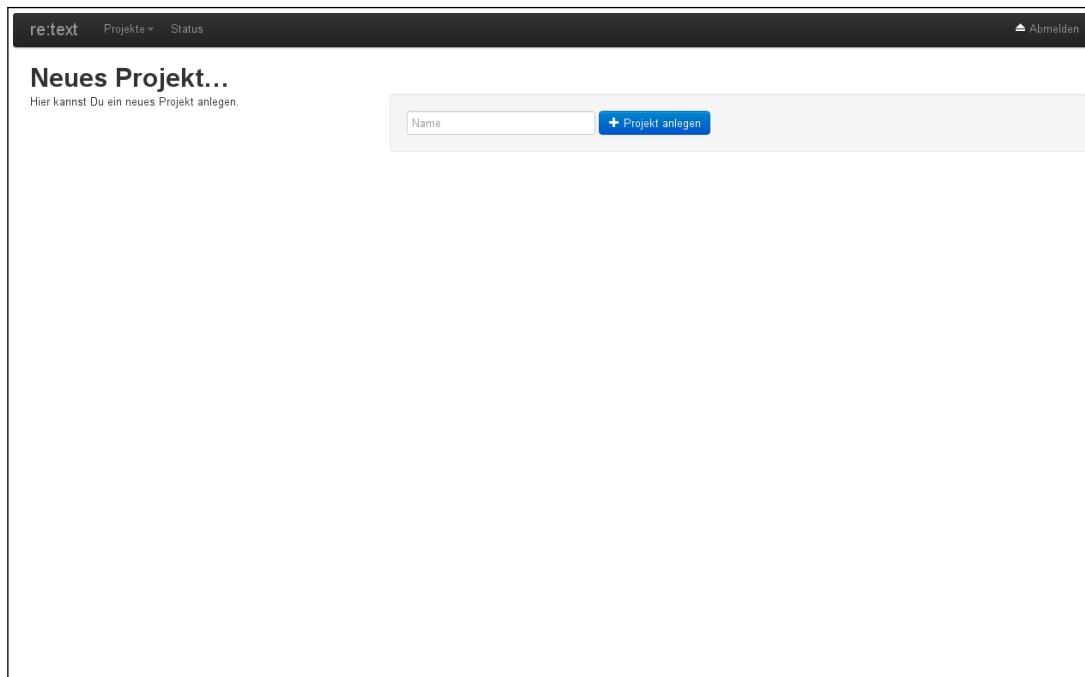 re:text Projekte Status Abmelden
Neues Projekt...
Hier kannst Du ein neues Projekt anlegen.
Name Projekt anlegen